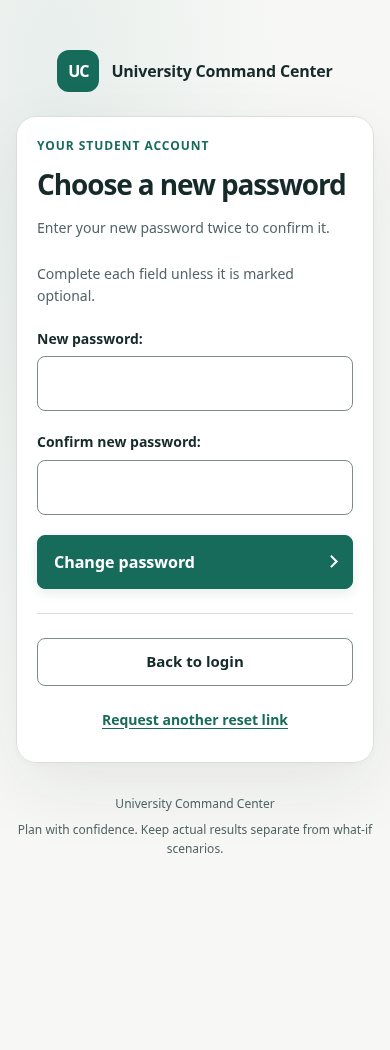 UC
University Command Center
YOUR STUDENT ACCOUNT
Choose a new password
Enter your new password twice to confirm it.
Complete each field unless it is marked
optional.
New password:
Confirm new password:
Change password
Back to login
Request another reset link
University Command Center
Plan with confidence. Keep actual results separate from what-if
scenarios.